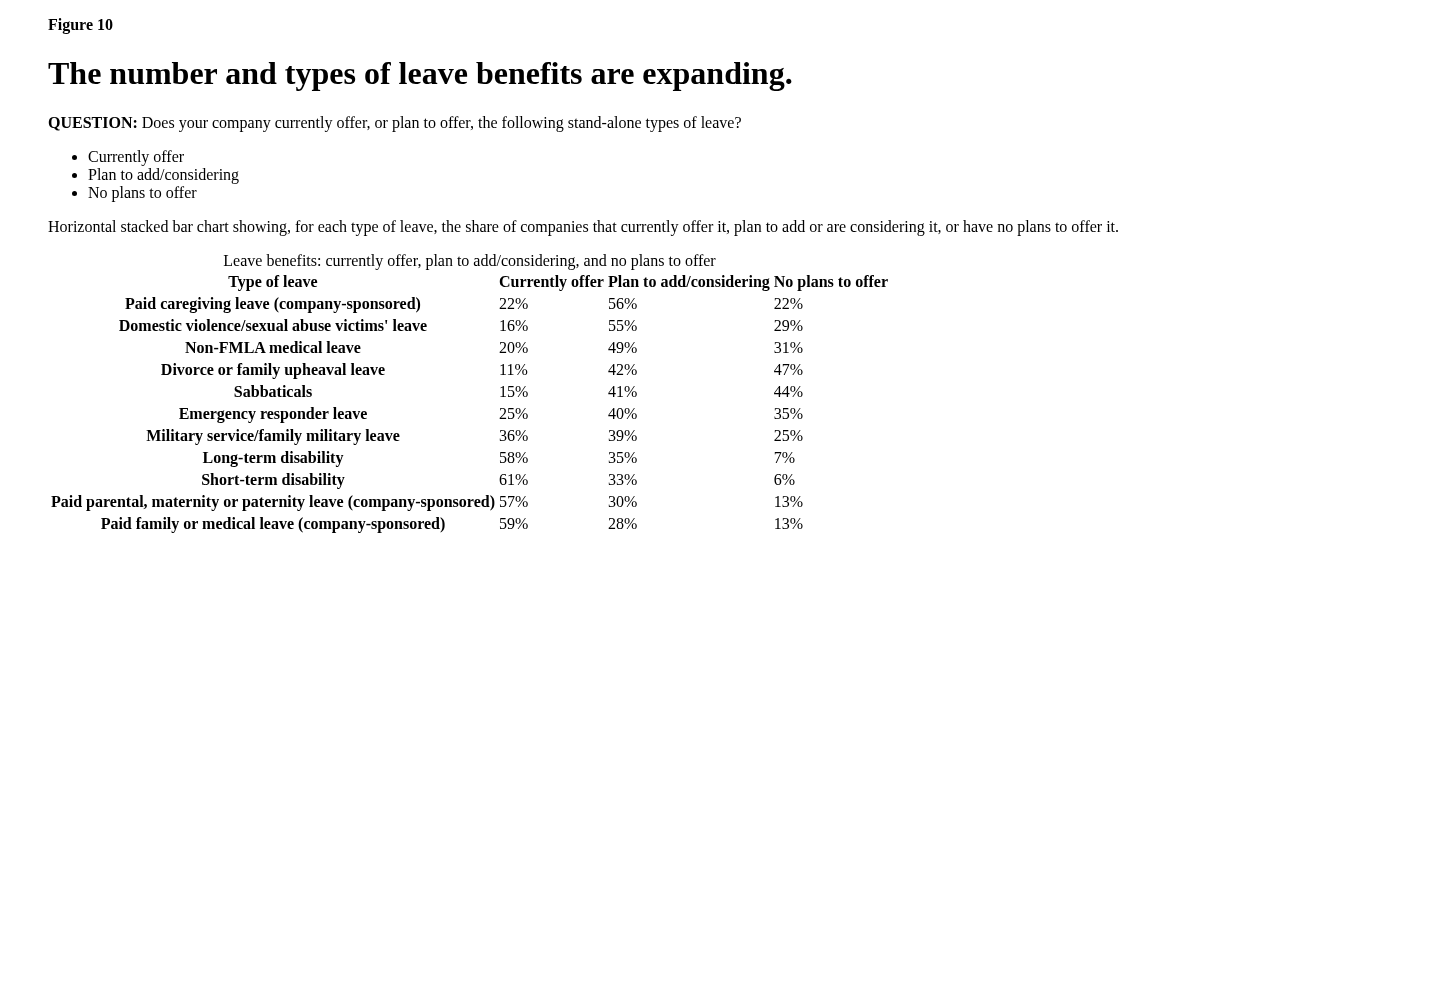 Figure 10
The number and types of leave benefits are expanding.
QUESTION: Does your company currently offer, or plan to offer, the following stand-alone types of leave?
Currently offer
Plan to add/considering
No plans to offer
Horizontal stacked bar chart showing, for each type of leave, the share of companies that currently offer it, plan to add or are considering it, or have no plans to offer it.
Leave benefits: currently offer, plan to add/considering, and no plans to offer
Type of leave Currently offer Plan to add/considering No plans to offer
Paid caregiving leave (company-sponsored) 22% 56% 22%
Domestic violence/sexual abuse victims' leave 16% 55% 29%
Non-FMLA medical leave 20% 49% 31%
Divorce or family upheaval leave 11% 42% 47%
Sabbaticals 15% 41% 44%
Emergency responder leave 25% 40% 35%
Military service/family military leave 36% 39% 25%
Long-term disability 58% 35% 7%
Short-term disability 61% 33% 6%
Paid parental, maternity or paternity leave (company-sponsored) 57% 30% 13%
Paid family or medical leave (company-sponsored) 59% 28% 13%